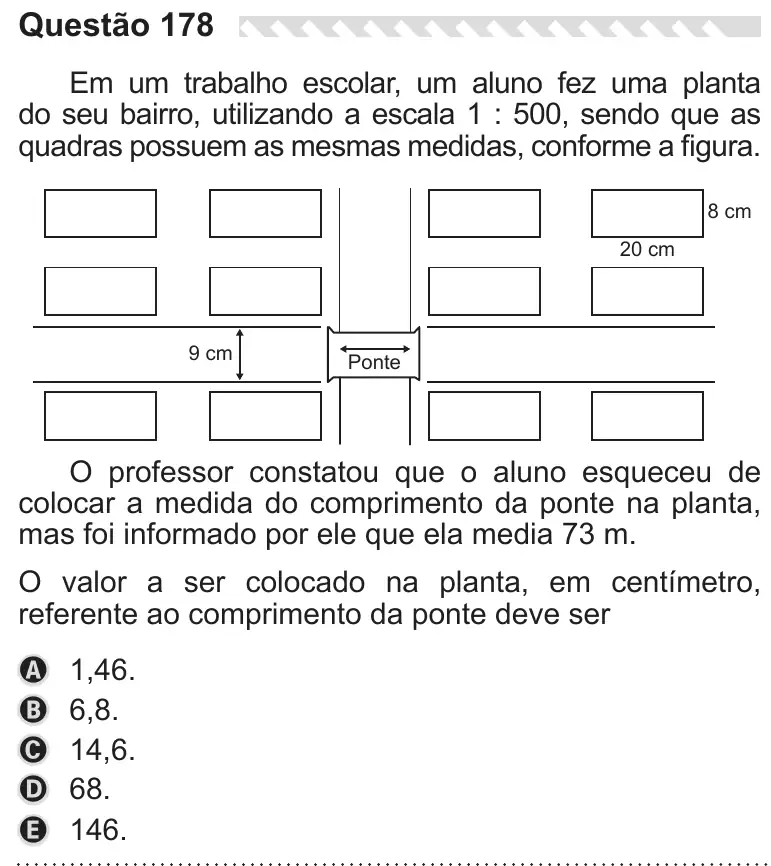 Questão 178
Em um trabalho escolar, um aluno fez uma planta
do seu bairro, utilizando a escala 1 : 500, sendo que as
quadras possuem as mesmas medidas, conforme a figura.
8 cm
20 cm
9 cm
Ponte
O professor constatou que o aluno esqueceu de
colocar a medida do comprimento da ponte na planta,
mas foi informado por ele que ela media 73 m.
O valor a ser colocado na planta, em centímetro,
referente ao comprimento da ponte deve ser
A 1,46.
B 6,8.
C 14,6.
D 68.
E 146.